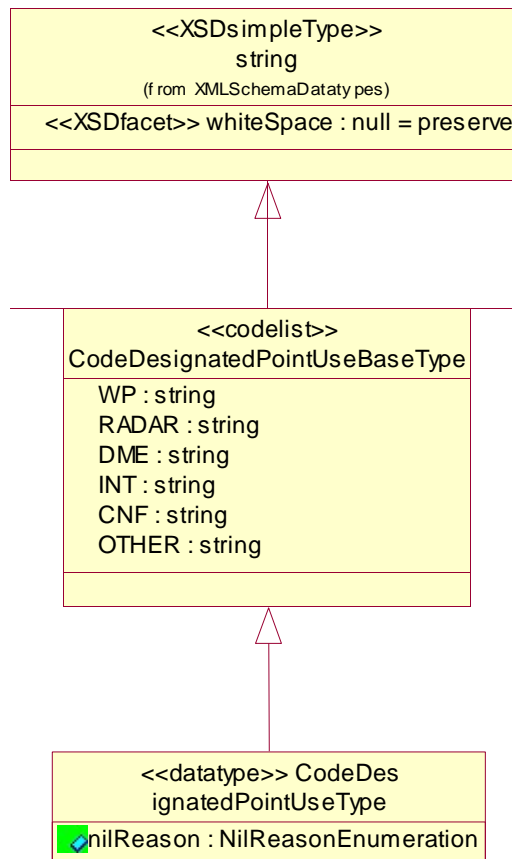 <<XSDsimpleType>>
string
(from XMLSchemaDatatypes)
<<XSDfacet>> whiteSpace : null = preserve
<<codelist>>
CodeDesignatedPointUseBaseType
WP : string
RADAR : string
DME : string
INT : string
CNF : string
OTHER : string
<<datatype>> CodeDes
ignatedPointUseType
nilReason : NilReasonEnumeration